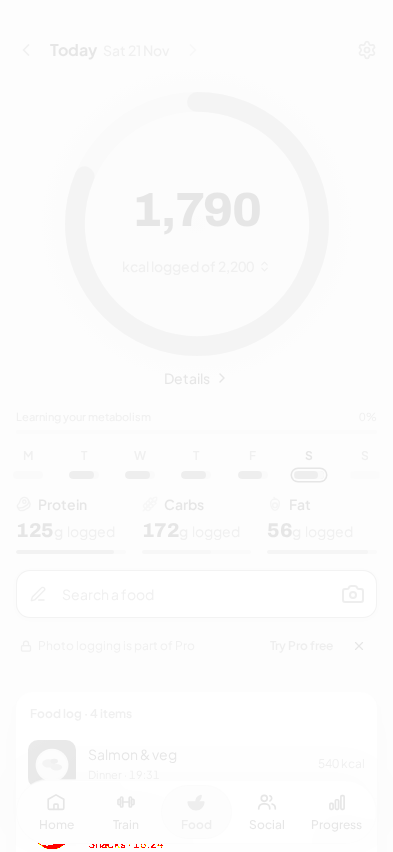 Today Sat 21 Nov
1,790
kcal logged of 2,200
Details
Learning your metabolism 0%
M T W T F S S
Protein Carbs Fat
125g logged 172g logged 56g logged
Search a food
Photo logging is part of Pro Try Pro free
Food log · 4 items
Salmon & veg
540 kcal
Dinner · 19:31
Home Train Food Social Progress